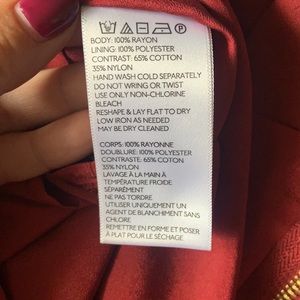 BODY: 100% RAYON
LINING: 100% POLYESTER
CONTRAST: 65% COTTON
35% NYLON
HAND WASH COLD SEPARATELY
DO NOT WRING OR TWIST
USE ONLY NON-CHLORINE
BLEACH
RESHAPE & LAY FLAT TO DRY
LOW IRON AS NEEDED
MAY BE DRY CLEANED
CORPS: 100% RAYONNE
DOUBLURE: 100% POLYESTER
CONTRASTE: 65% COTON
35% NYLON
LAVAGE À LA MAIN À
TEMPÉRATURE FROIDE
SÉPARÉMENT
NE PAS TORDRE
UTILISER UNIQUEMENT UN
AGENT DE BLANCHIMENT SANS
CHLORE
REMETTRE EN FORME ET POSER
À PLAT POUR LE SÉCHAGE